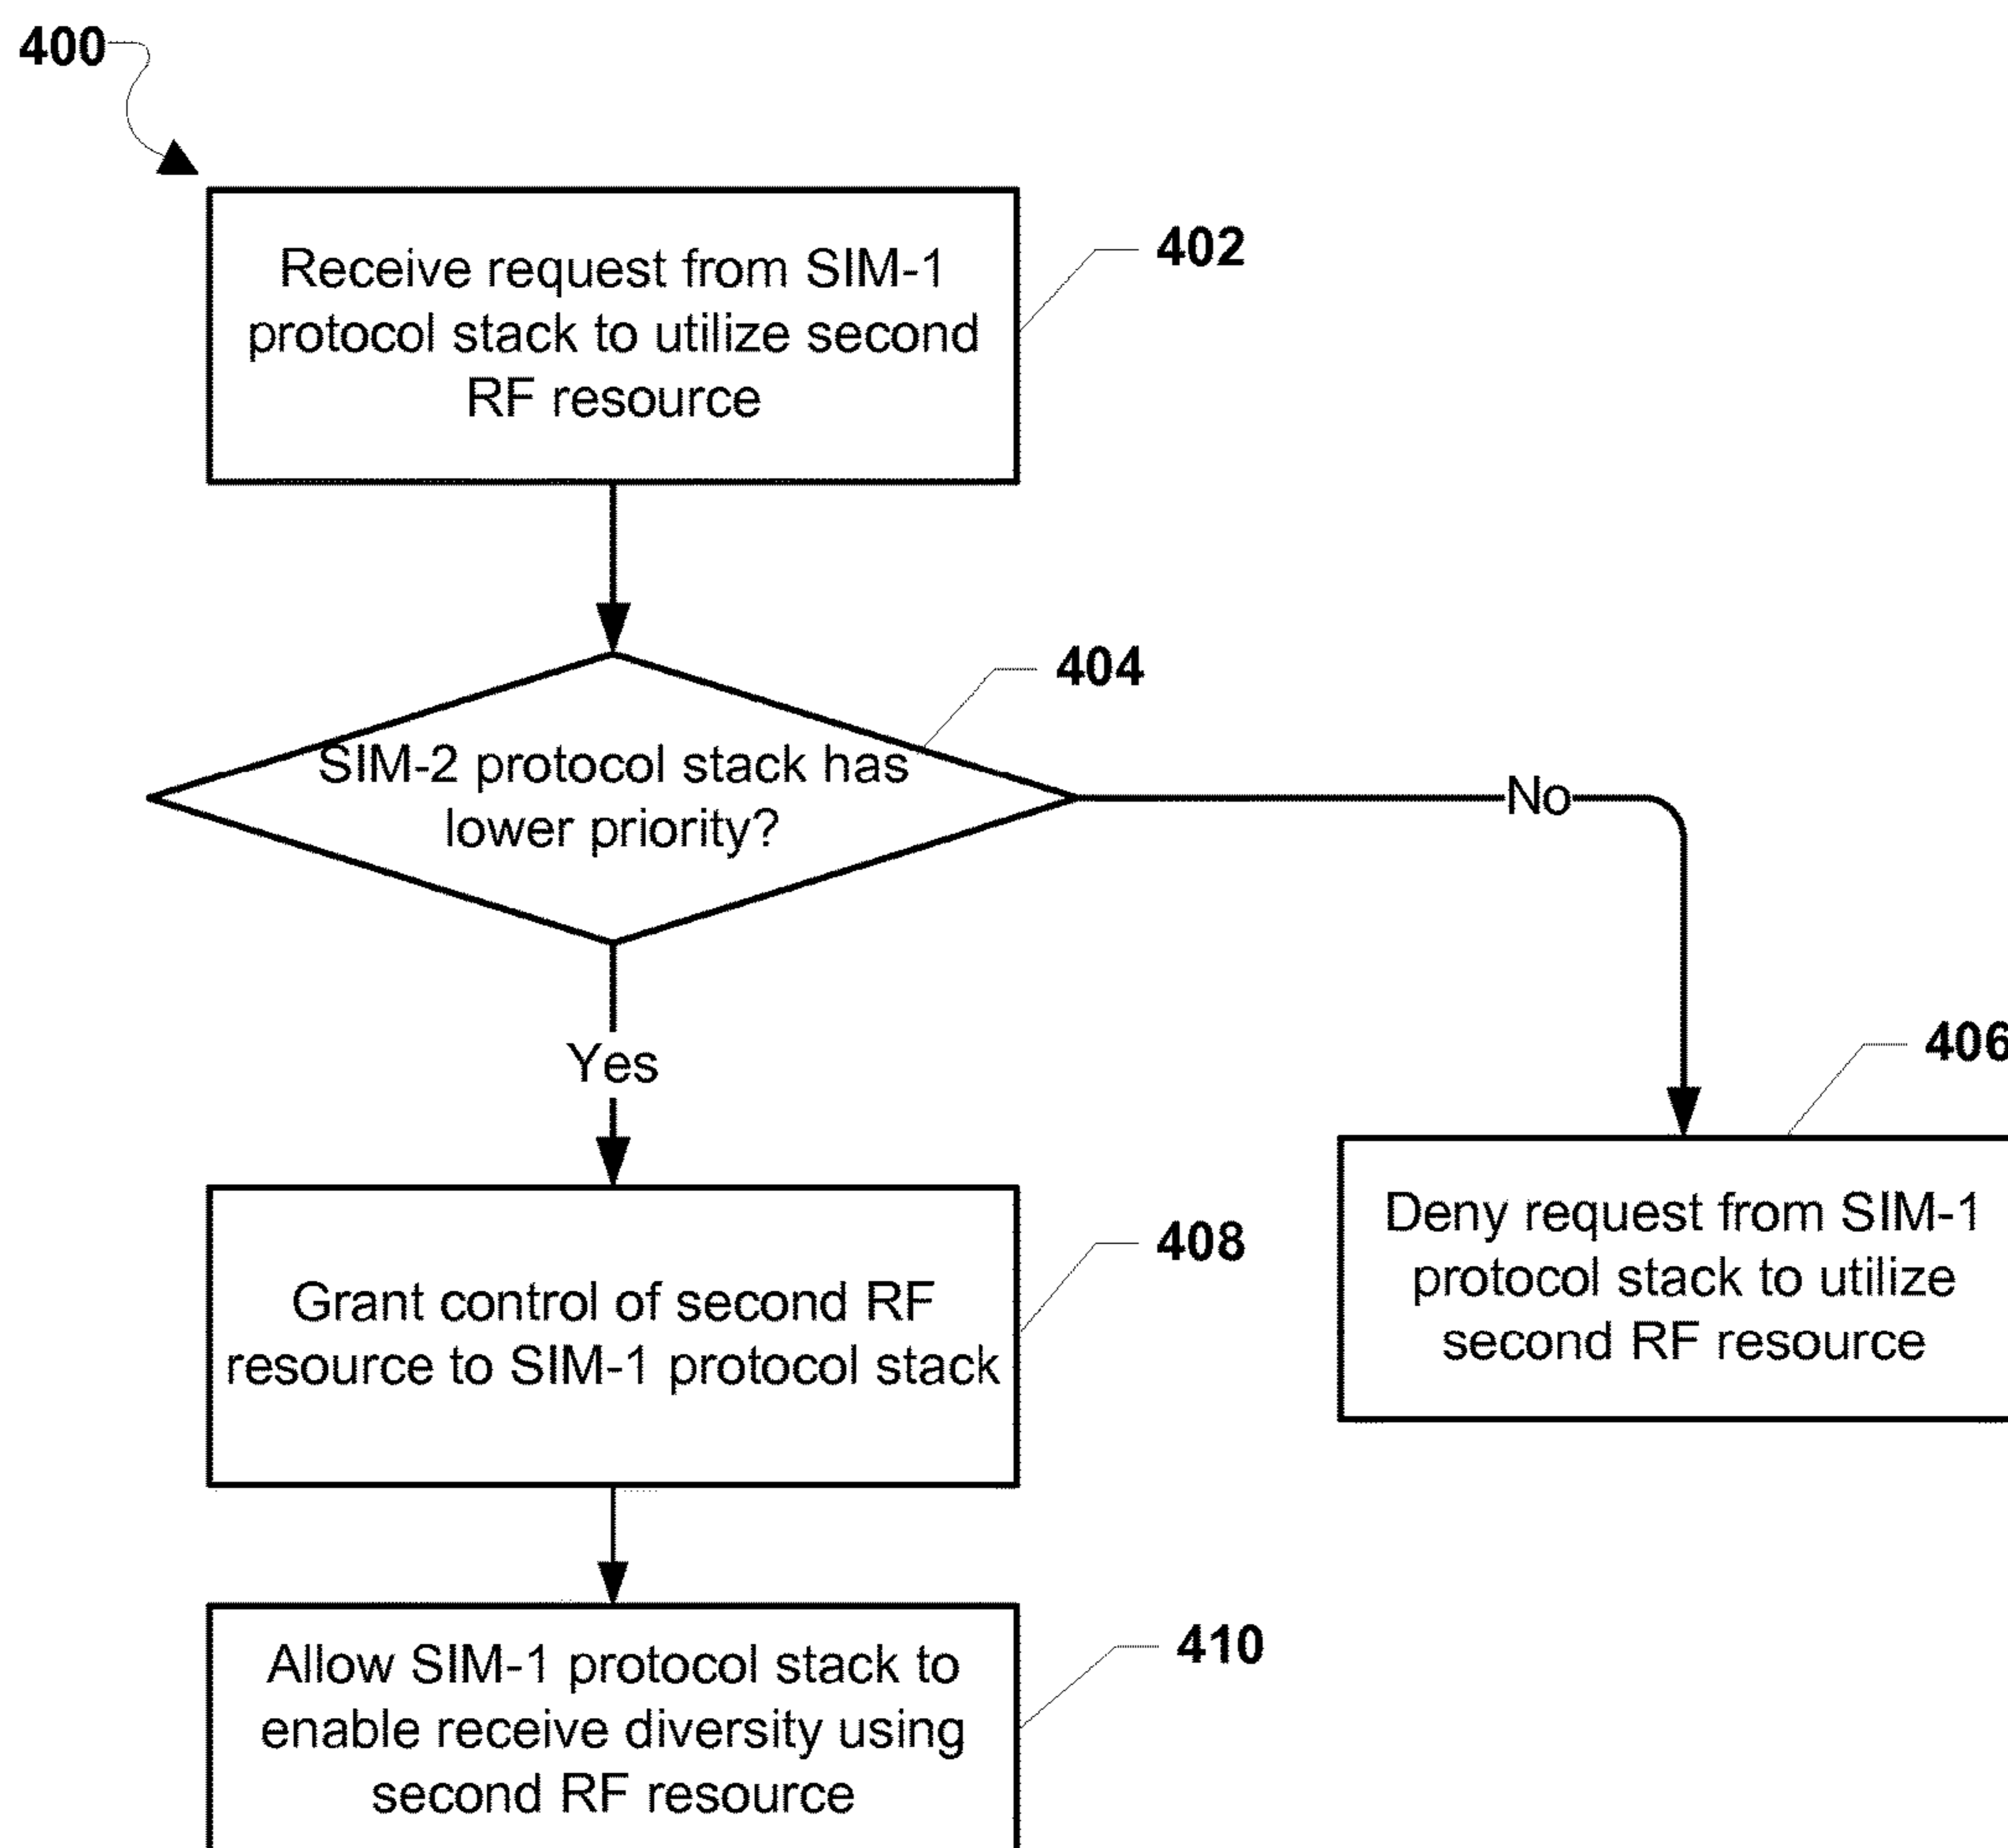 400
Receive request from SIM-1
protocol stack to utilize second
RF resource
402
SIM-2 protocol stack has
lower priority?
404
No
Yes
406
Deny request from SIM-1
protocol stack to utilize
second RF resource
Grant control of second RF
resource to SIM-1 protocol stack
408
Allow SIM-1 protocol stack to
enable receive diversity using
second RF resource
410